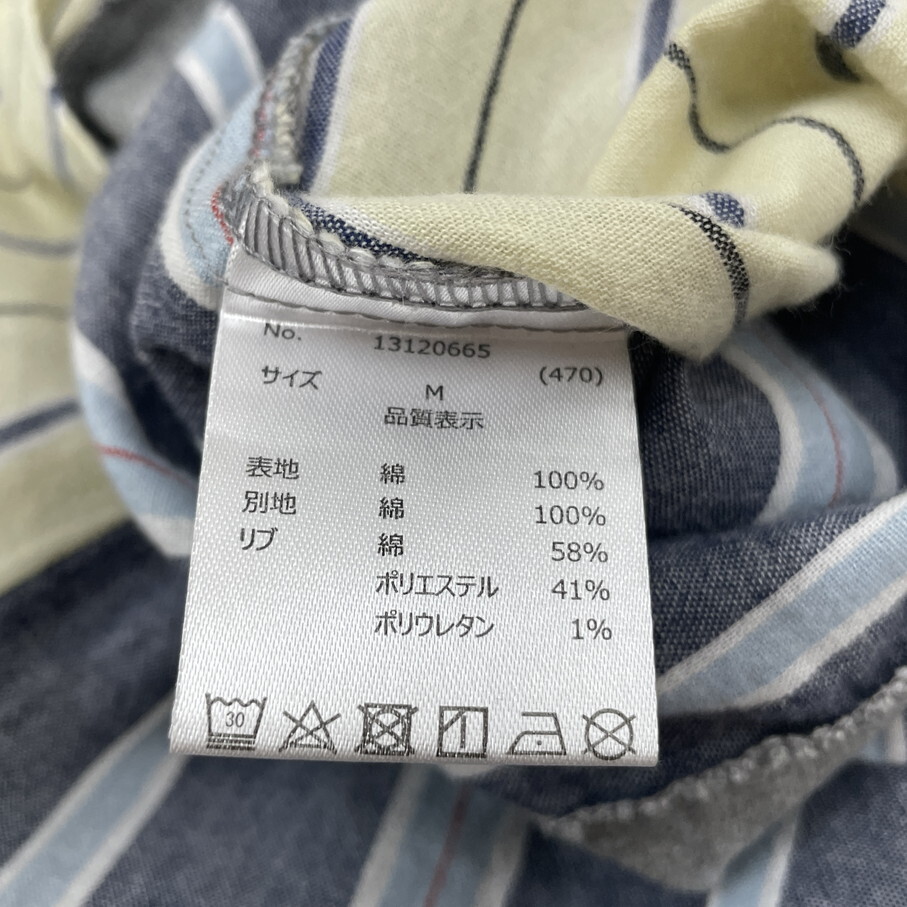 No. 13120665
サイズ M (470)
品質表示
表地 綿 100%
別地 綿 100%
リブ 綿 58%
ポリエステル 41%
ポリウレタン 1%
30